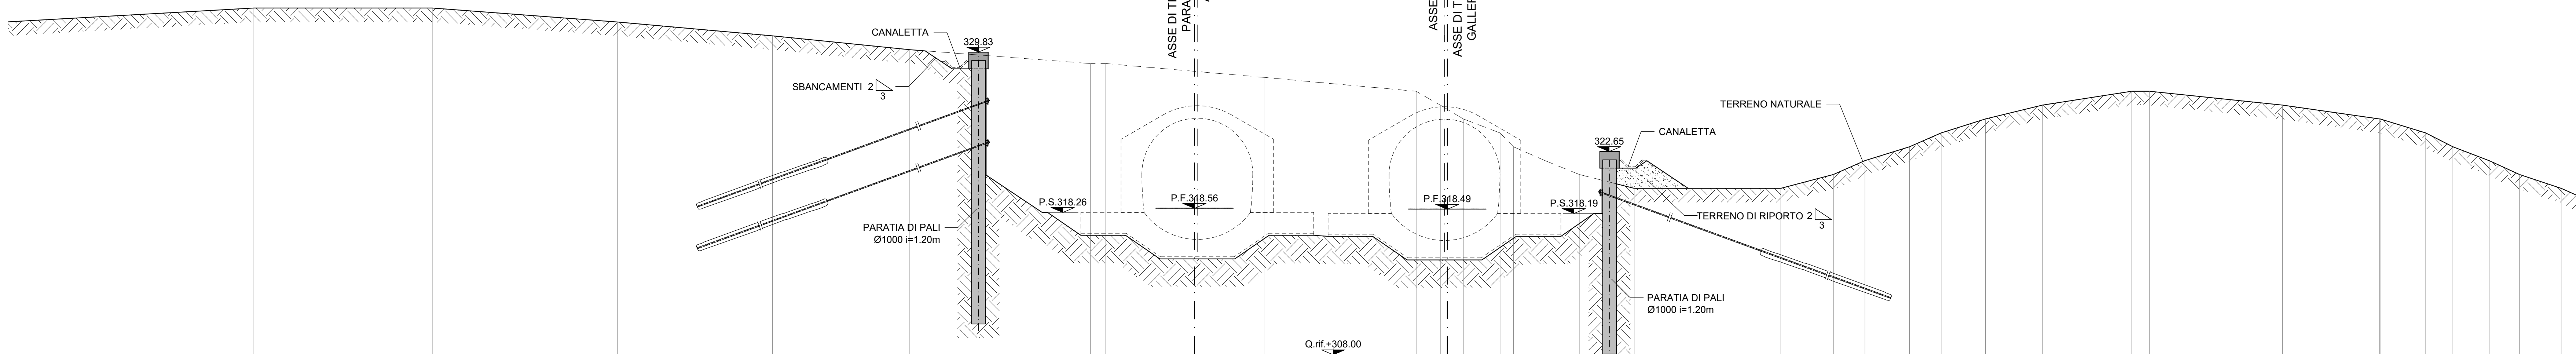 ASSE DI T
PARA
ASSE
ASSE DI T
GALLER
CANALETTA
329.83
SBANCAMENTI 2
3
TERRENO NATURALE
CANALETTA
322.65
P.S.318.26
P.F.318.56
P.F.318.49
P.S.318.19
TERRENO DI RIPORTO 2
3
PARATIA DI PALI
Ø1000 i=1.20m
PARATIA DI PALI
Ø1000 i=1.20m
Q.rif.+308.00